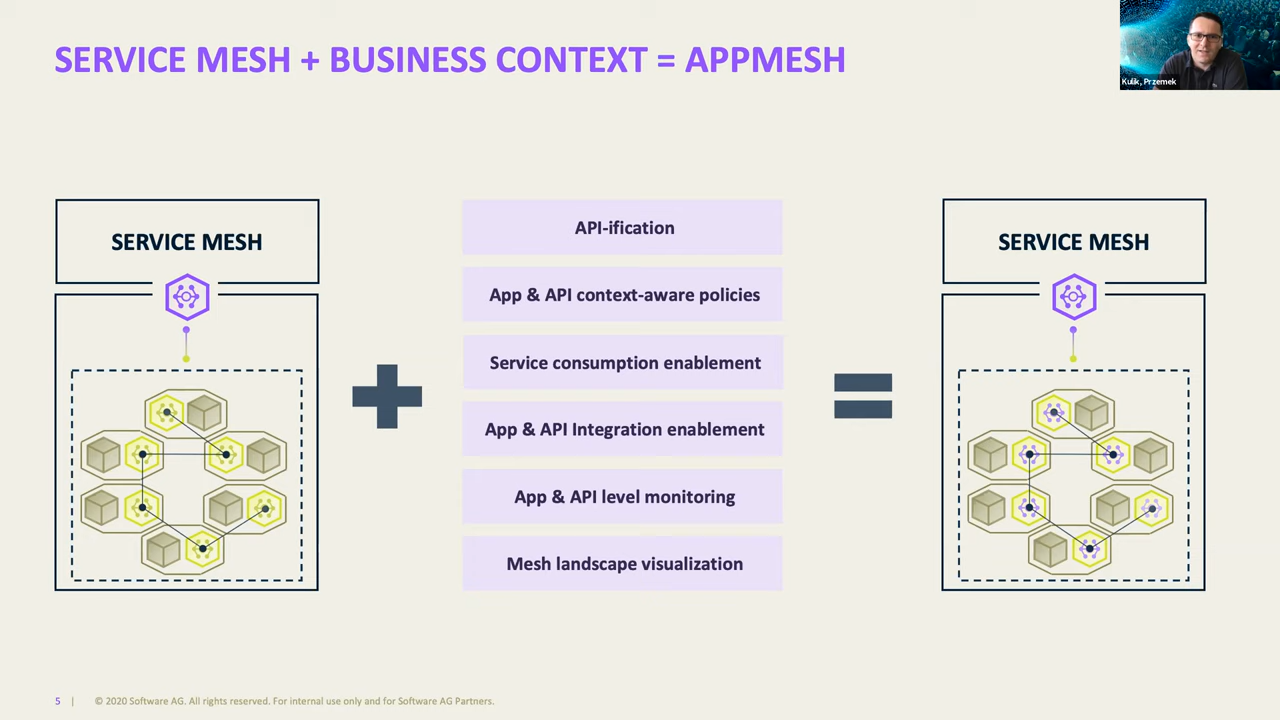 SERVICE MESH + BUSINESS CONTEXT = APPMESH
Kulik, Przemek
SERVICE MESH
API-ification
App & API context-aware policies
Service consumption enablement
App & API Integration enablement
App & API level monitoring
Mesh landscape visualization
SERVICE MESH
5 | © 2020 Software AG. All rights reserved. For internal use only and for Software AG Partners.